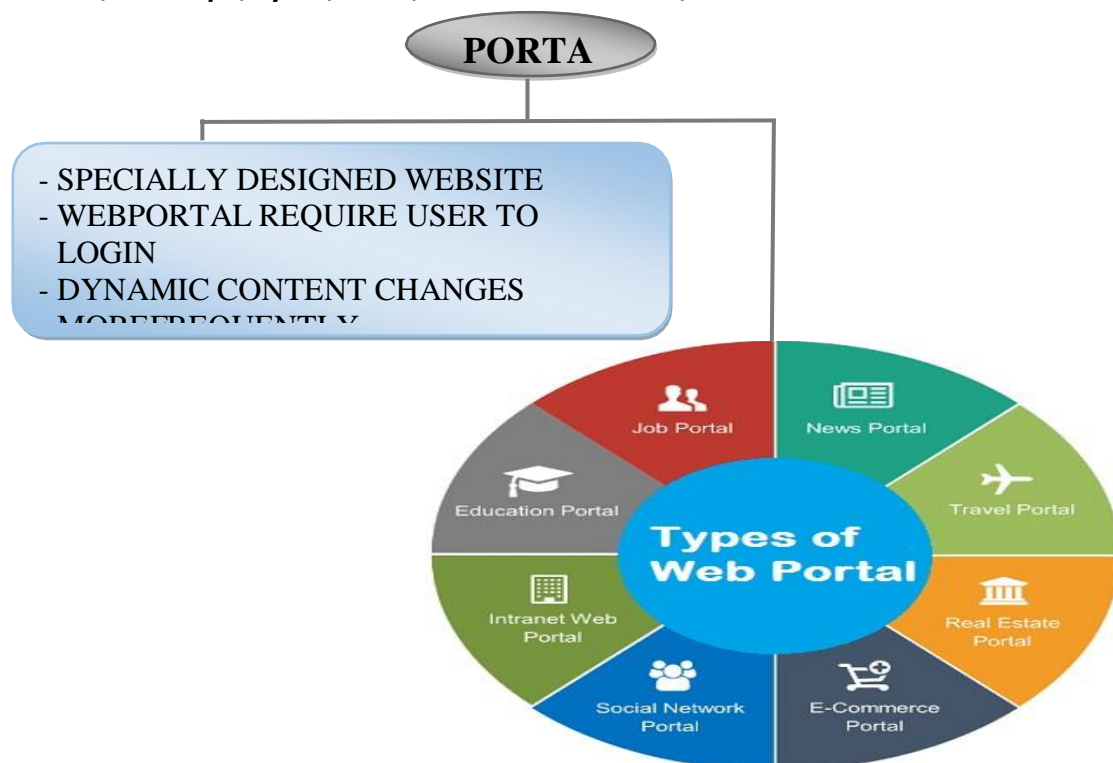 PORTA
- SPECIALLY DESIGNED WEBSITE
- WEBPORTAL REQUIRE USER TO
LOGIN
- DYNAMIC CONTENT CHANGES
MOREFREQUENTLY
Job Portal
News Portal
Travel Portal
Real Estate
Portal
E-Commerce
Portal
Social Network
Portal
Intranet Web
Portal
Education Portal
Types of
Web Portal